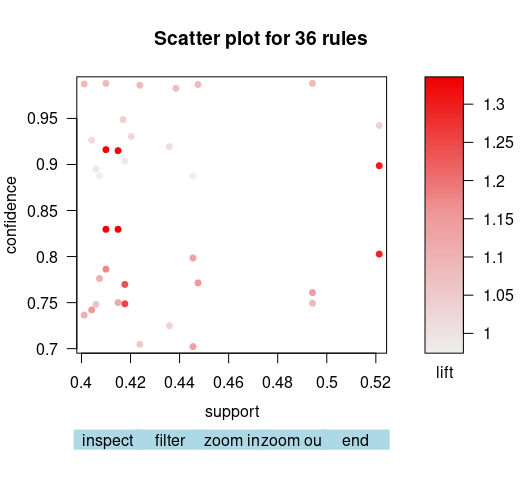 Scatter plot for 36 rules
0.95
0.9
0.85
0.8
0.75
0.7
confidence
0.4 0.42 0.44 0.46 0.48 0.5 0.52
support
1.3
1.25
1.2
1.15
1.1
1.05
1
lift
inspect filter zoom in zoom ou end